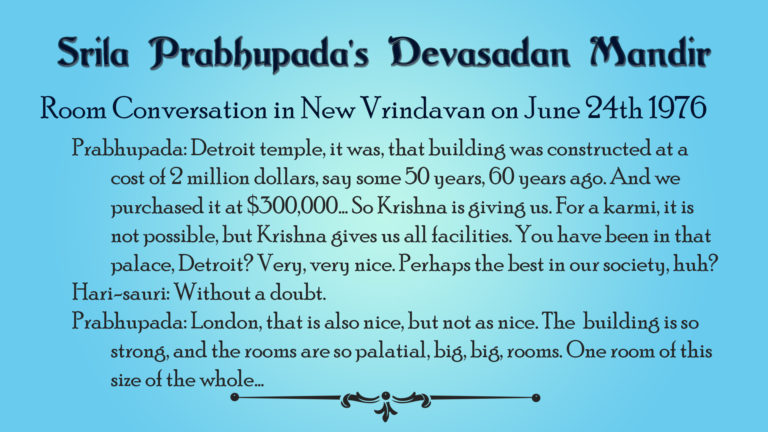 Srila Prabhupada's Devasadan Mandir
Room Conversation in New Vrindavan on June 24th 1976
Prabhupada: Detroit temple, it was, that building was constructed at a
cost of 2 million dollars, say some 50 years, 60 years ago. And we
purchased it at $300,000... So Krishna is giving us. For a karmi, it is
not possible, but Krishna gives us all facilities. You have been in that
palace, Detroit? Very, very nice. Perhaps the best in our society, huh?
Hari-sauri: Without a doubt.
Prabhupada: London, that is also nice, but not as nice. The building is so
strong, and the rooms are so palatial, big, big, rooms. One room of this
size of the whole...